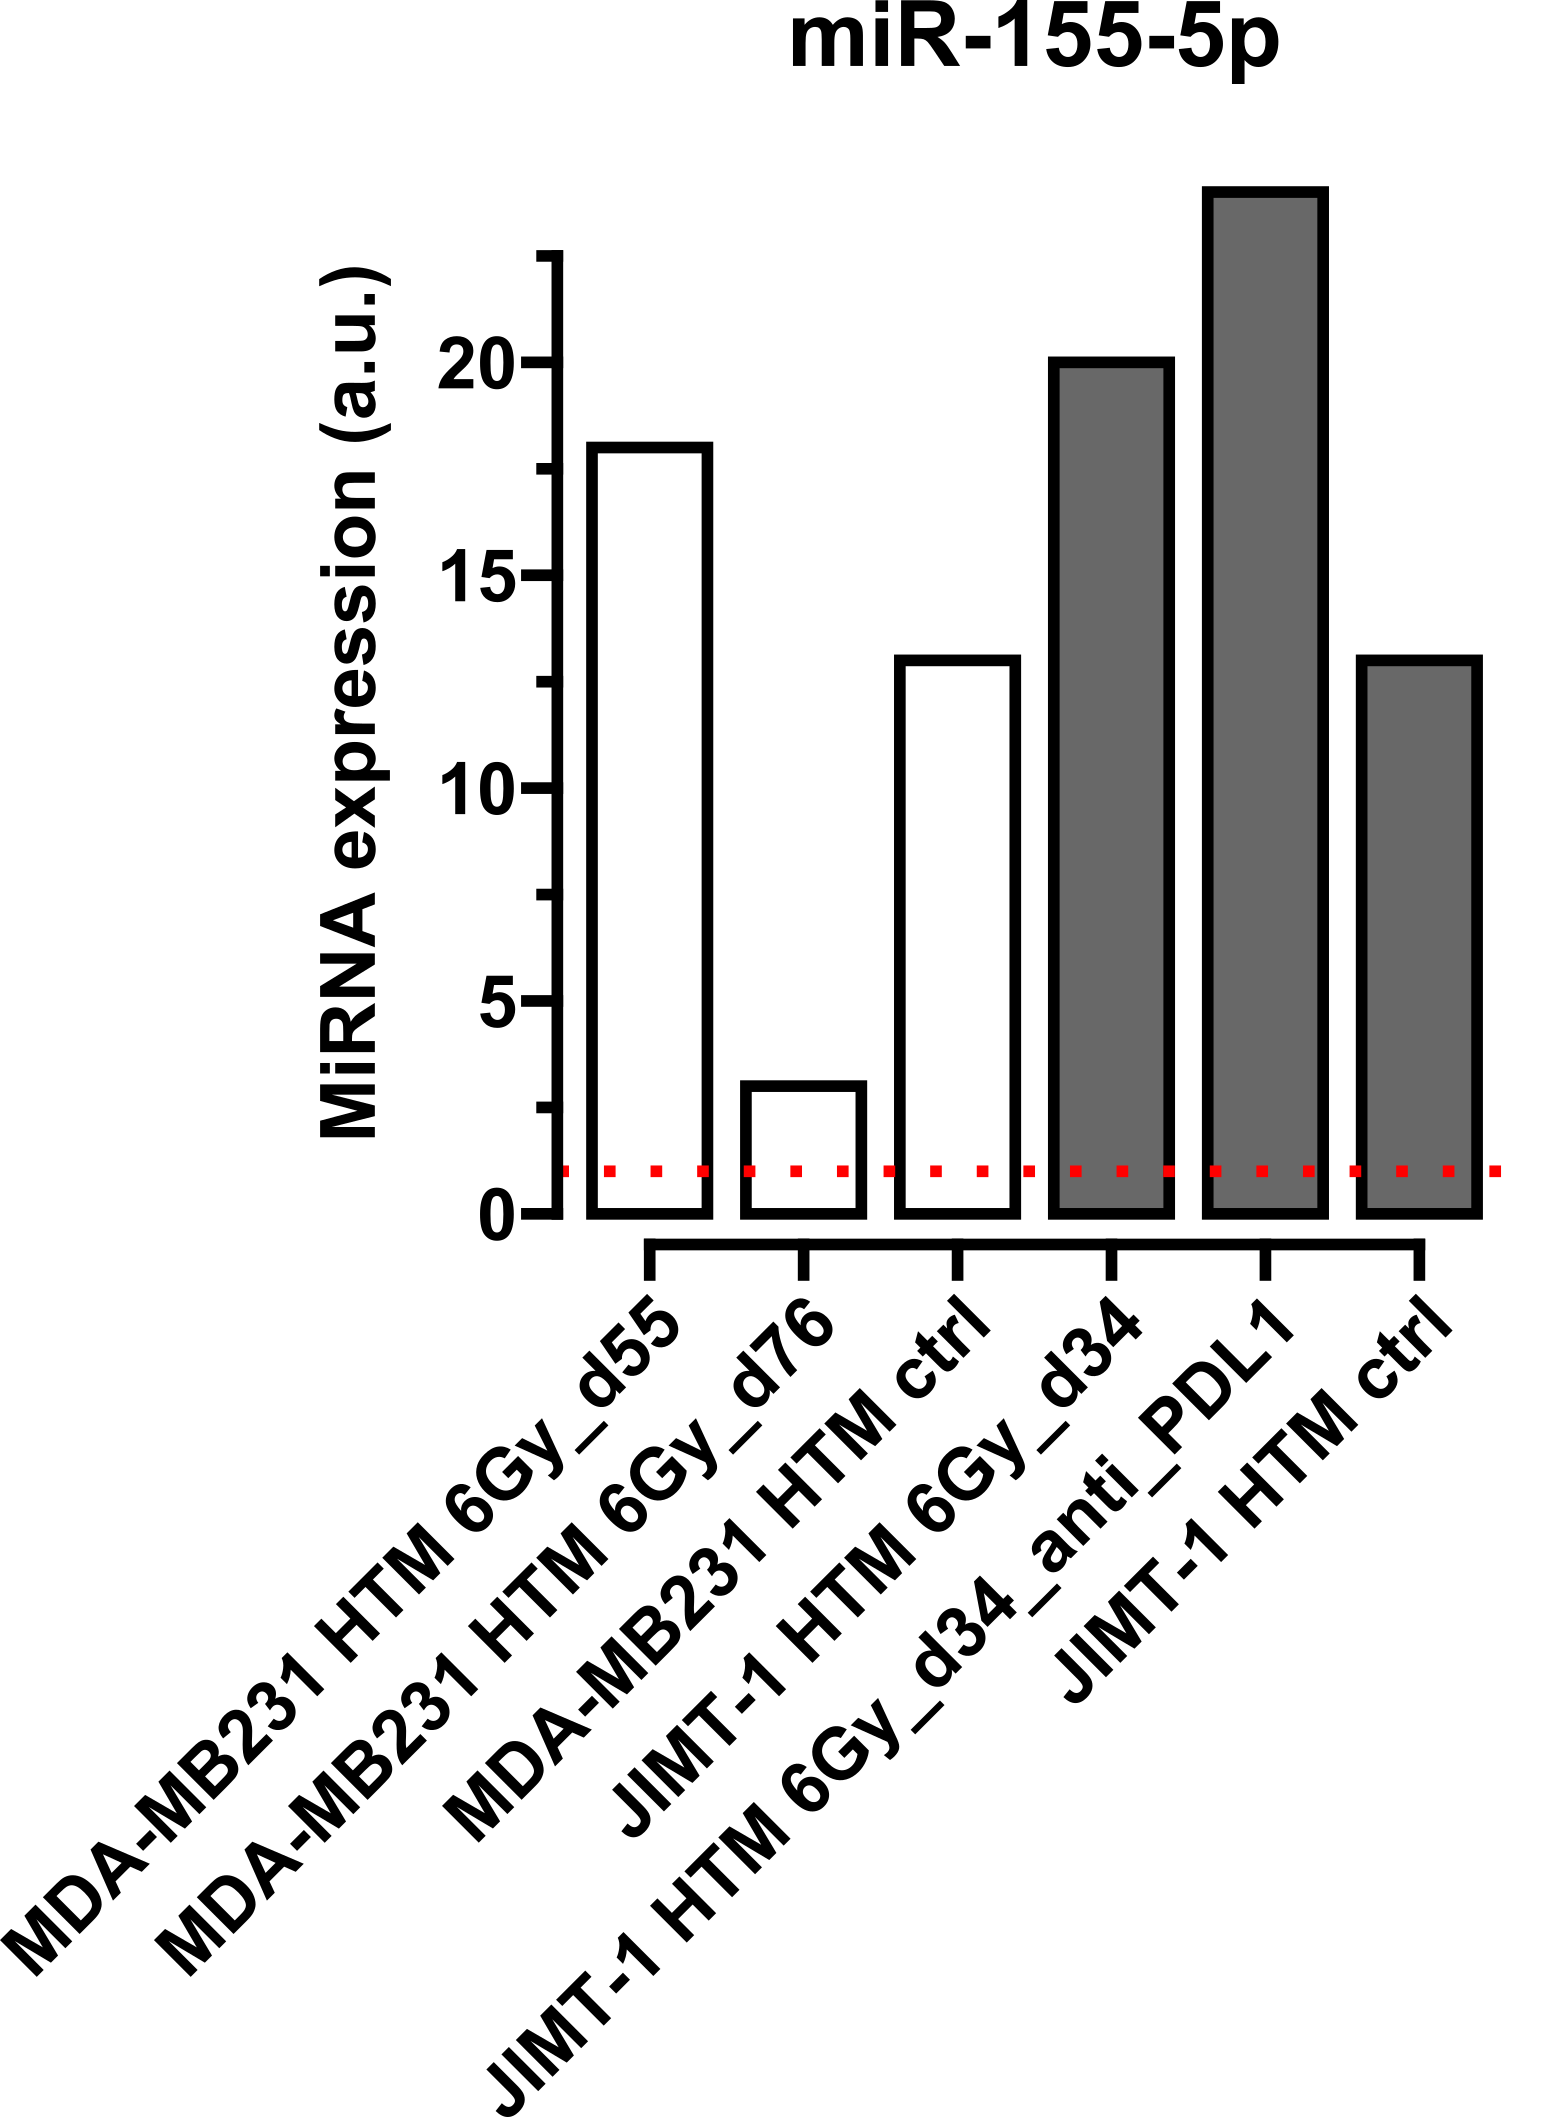 miR-155-5p
MiRNA expression (a.u.)
20
15
10
5
0
MDA-MB231 HTM 6Gy_d55
MDA-MB231 HTM 6Gy_d76
MDA-MB231 HTM ctrl
JIMT-1 HTM 6Gy_d34
JIMT-1 HTM 6Gy_d34_anti_PDL1
JIMT-1 HTM ctrl